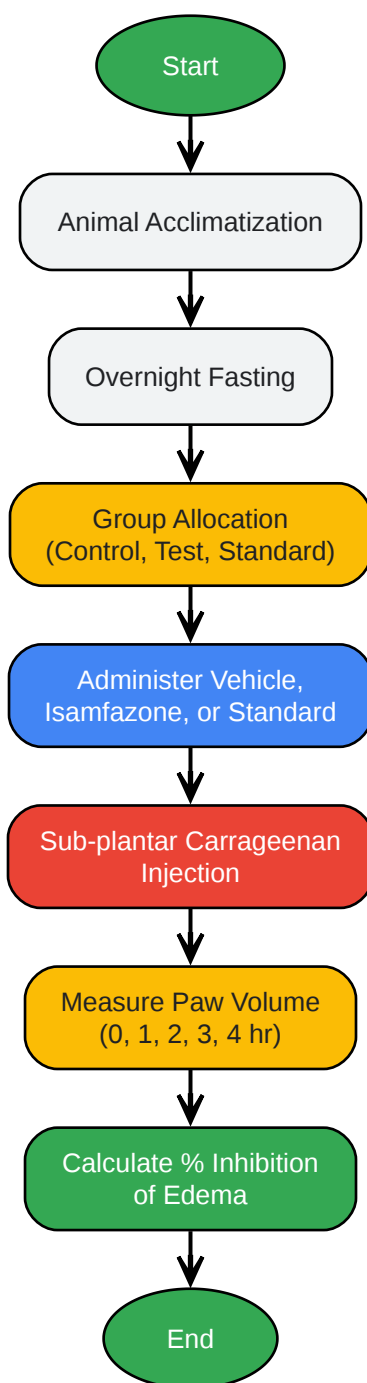 Start
Animal Acclimatization
Overnight Fasting
Group Allocation
(Control, Test, Standard)
Administer Vehicle,
Isamfazone, or Standard
Sub-plantar Carrageenan
Injection
Measure Paw Volume
(0, 1, 2, 3, 4 hr)
Calculate % Inhibition
of Edema
End